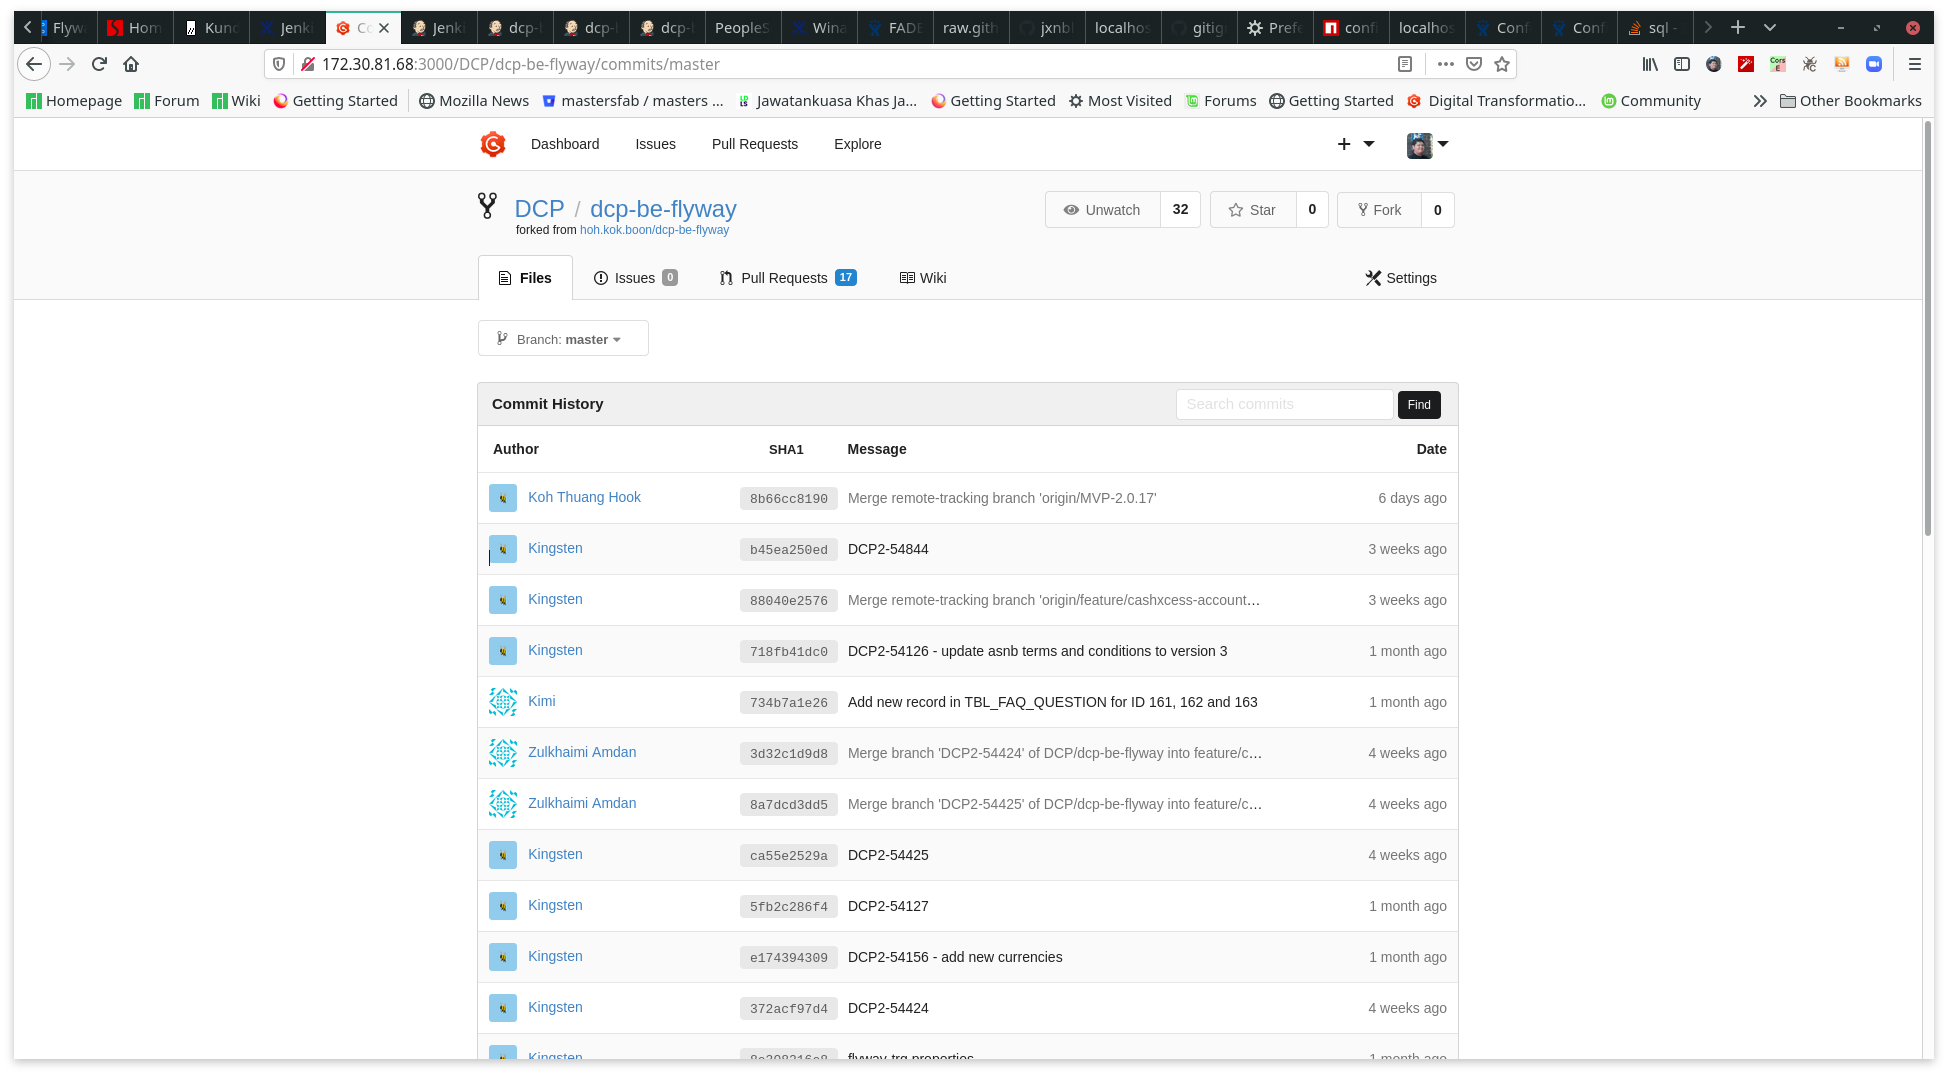 Flyw
Hom
Kund
Jenki
Co
Jenki
dcp-
dcp-
dcp-
PeopleS
Wina
FADE
raw.gith
jxnbl
localhos
gitig
Prefe
confi
localhos
Conf
Conf
sql -
172.30.81.68:3000/DCP/dcp-be-flyway/commits/master
Homepage Forum Wiki Getting Started Mozilla News mastersfab / masters ... Jawatankuasa Khas Ja... Getting Started Most Visited Forums Getting Started Digital Transformatio... Community Other Bookmarks
Dashboard Issues Pull Requests Explore
DCP / dcp-be-flyway
Unwatch 32 Star 0 Fork 0
forked from hoh.kok.boon/dcp-be-flyway
Files Issues 0 Pull Requests 17 Wiki Settings
Branch: master
Commit History Search commits Find
Author SHA1 Message Date
Koh Thuang Hook 8b66cc8190 Merge remote-tracking branch 'origin/MVP-2.0.17' 6 days ago
Kingsten b45ea250ed DCP2-54844 3 weeks ago
Kingsten 88040e2576 Merge remote-tracking branch 'origin/feature/cashxcess-account… 3 weeks ago
Kingsten 718fb41dc0 DCP2-54126 - update asnb terms and conditions to version 3 1 month ago
Kimi 734b7a1e26 Add new record in TBL_FAQ_QUESTION for ID 161, 162 and 163 1 month ago
Zulkhaimi Amdan 3d32c1d9d8 Merge branch 'DCP2-54424' of DCP/dcp-be-flyway into feature/c… 4 weeks ago
Zulkhaimi Amdan 8a7dcd3dd5 Merge branch 'DCP2-54425' of DCP/dcp-be-flyway into feature/c… 4 weeks ago
Kingsten ca55e2529a DCP2-54425 4 weeks ago
Kingsten 5fb2c286f4 DCP2-54127 1 month ago
Kingsten e174394309 DCP2-54156 - add new currencies 1 month ago
Kingsten 372acf97d4 DCP2-54424 4 weeks ago
Kingsten 1 month ago